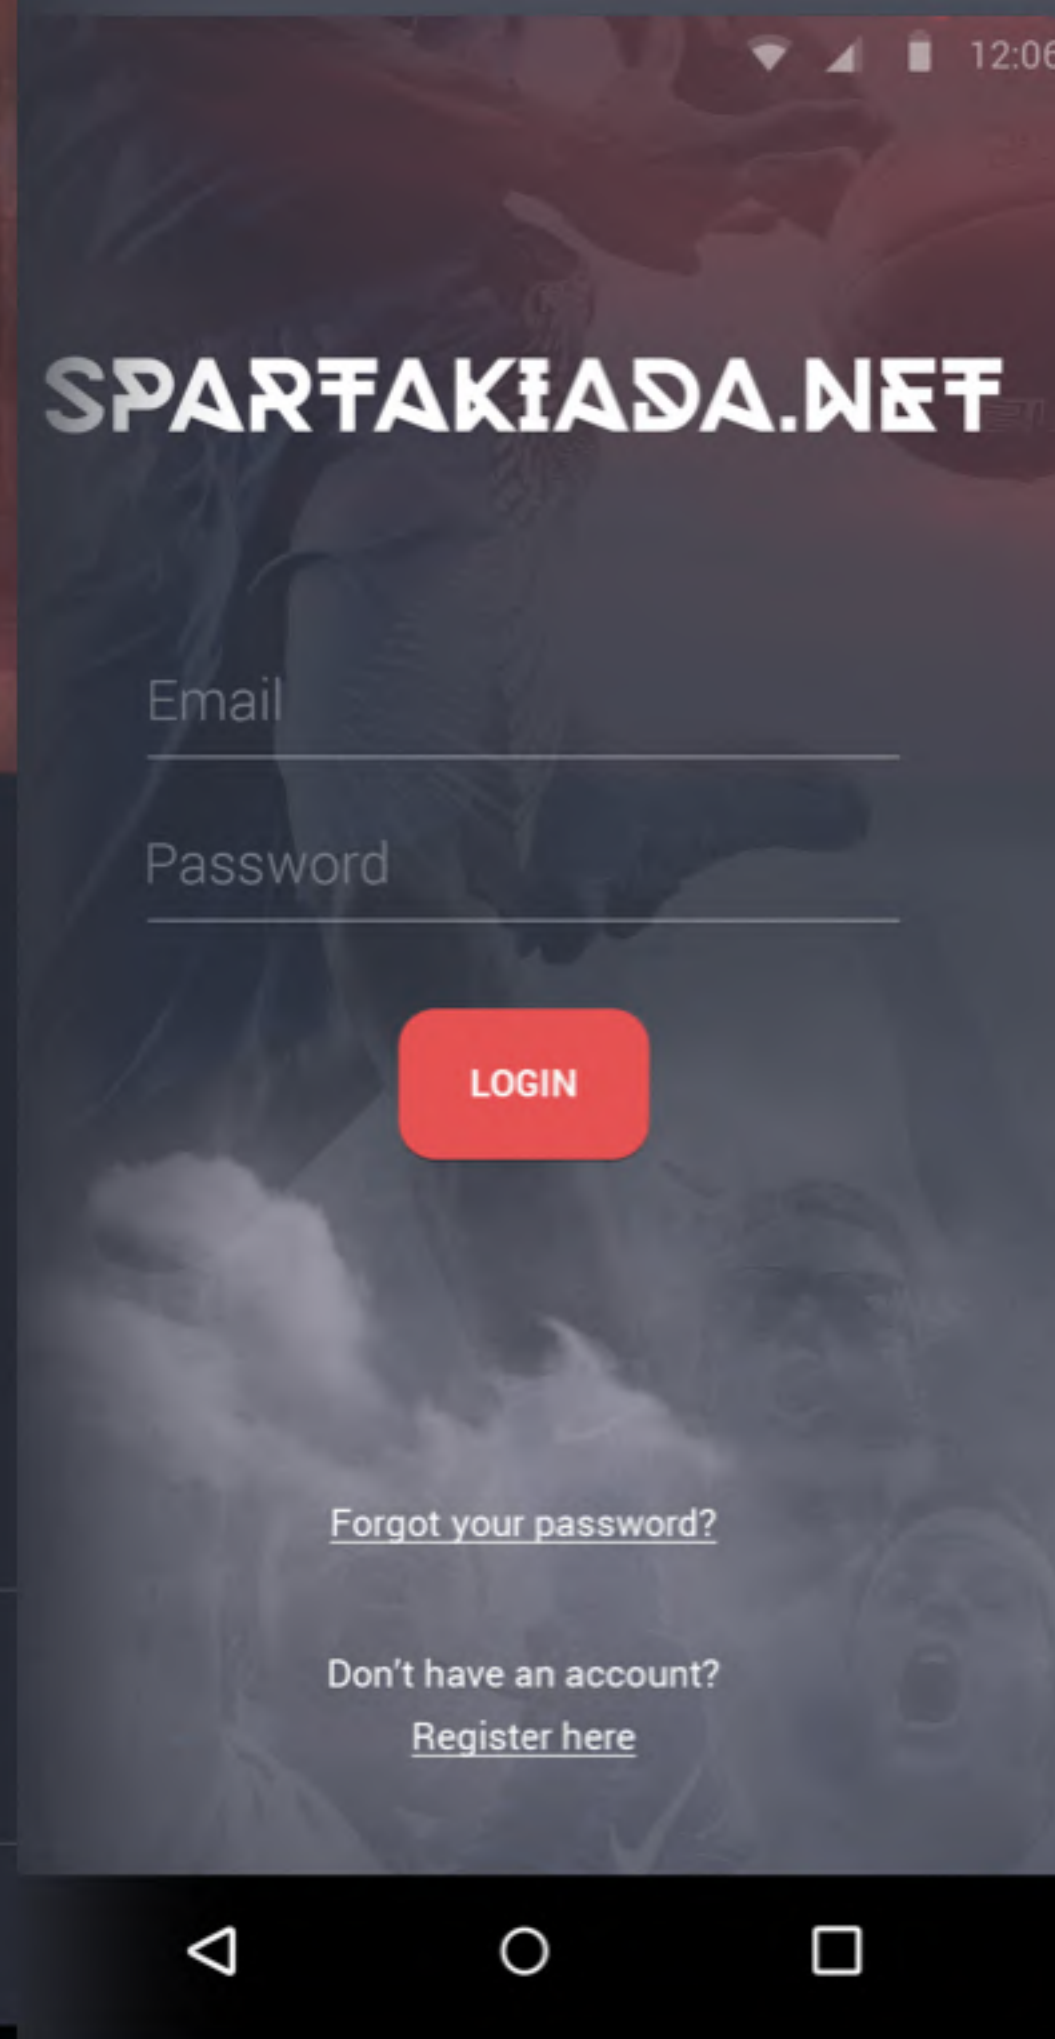 12:06
SPARTAKIADA.NET
Email
Password
LOGIN
Forgot your password?
Don't have an account?
Register here